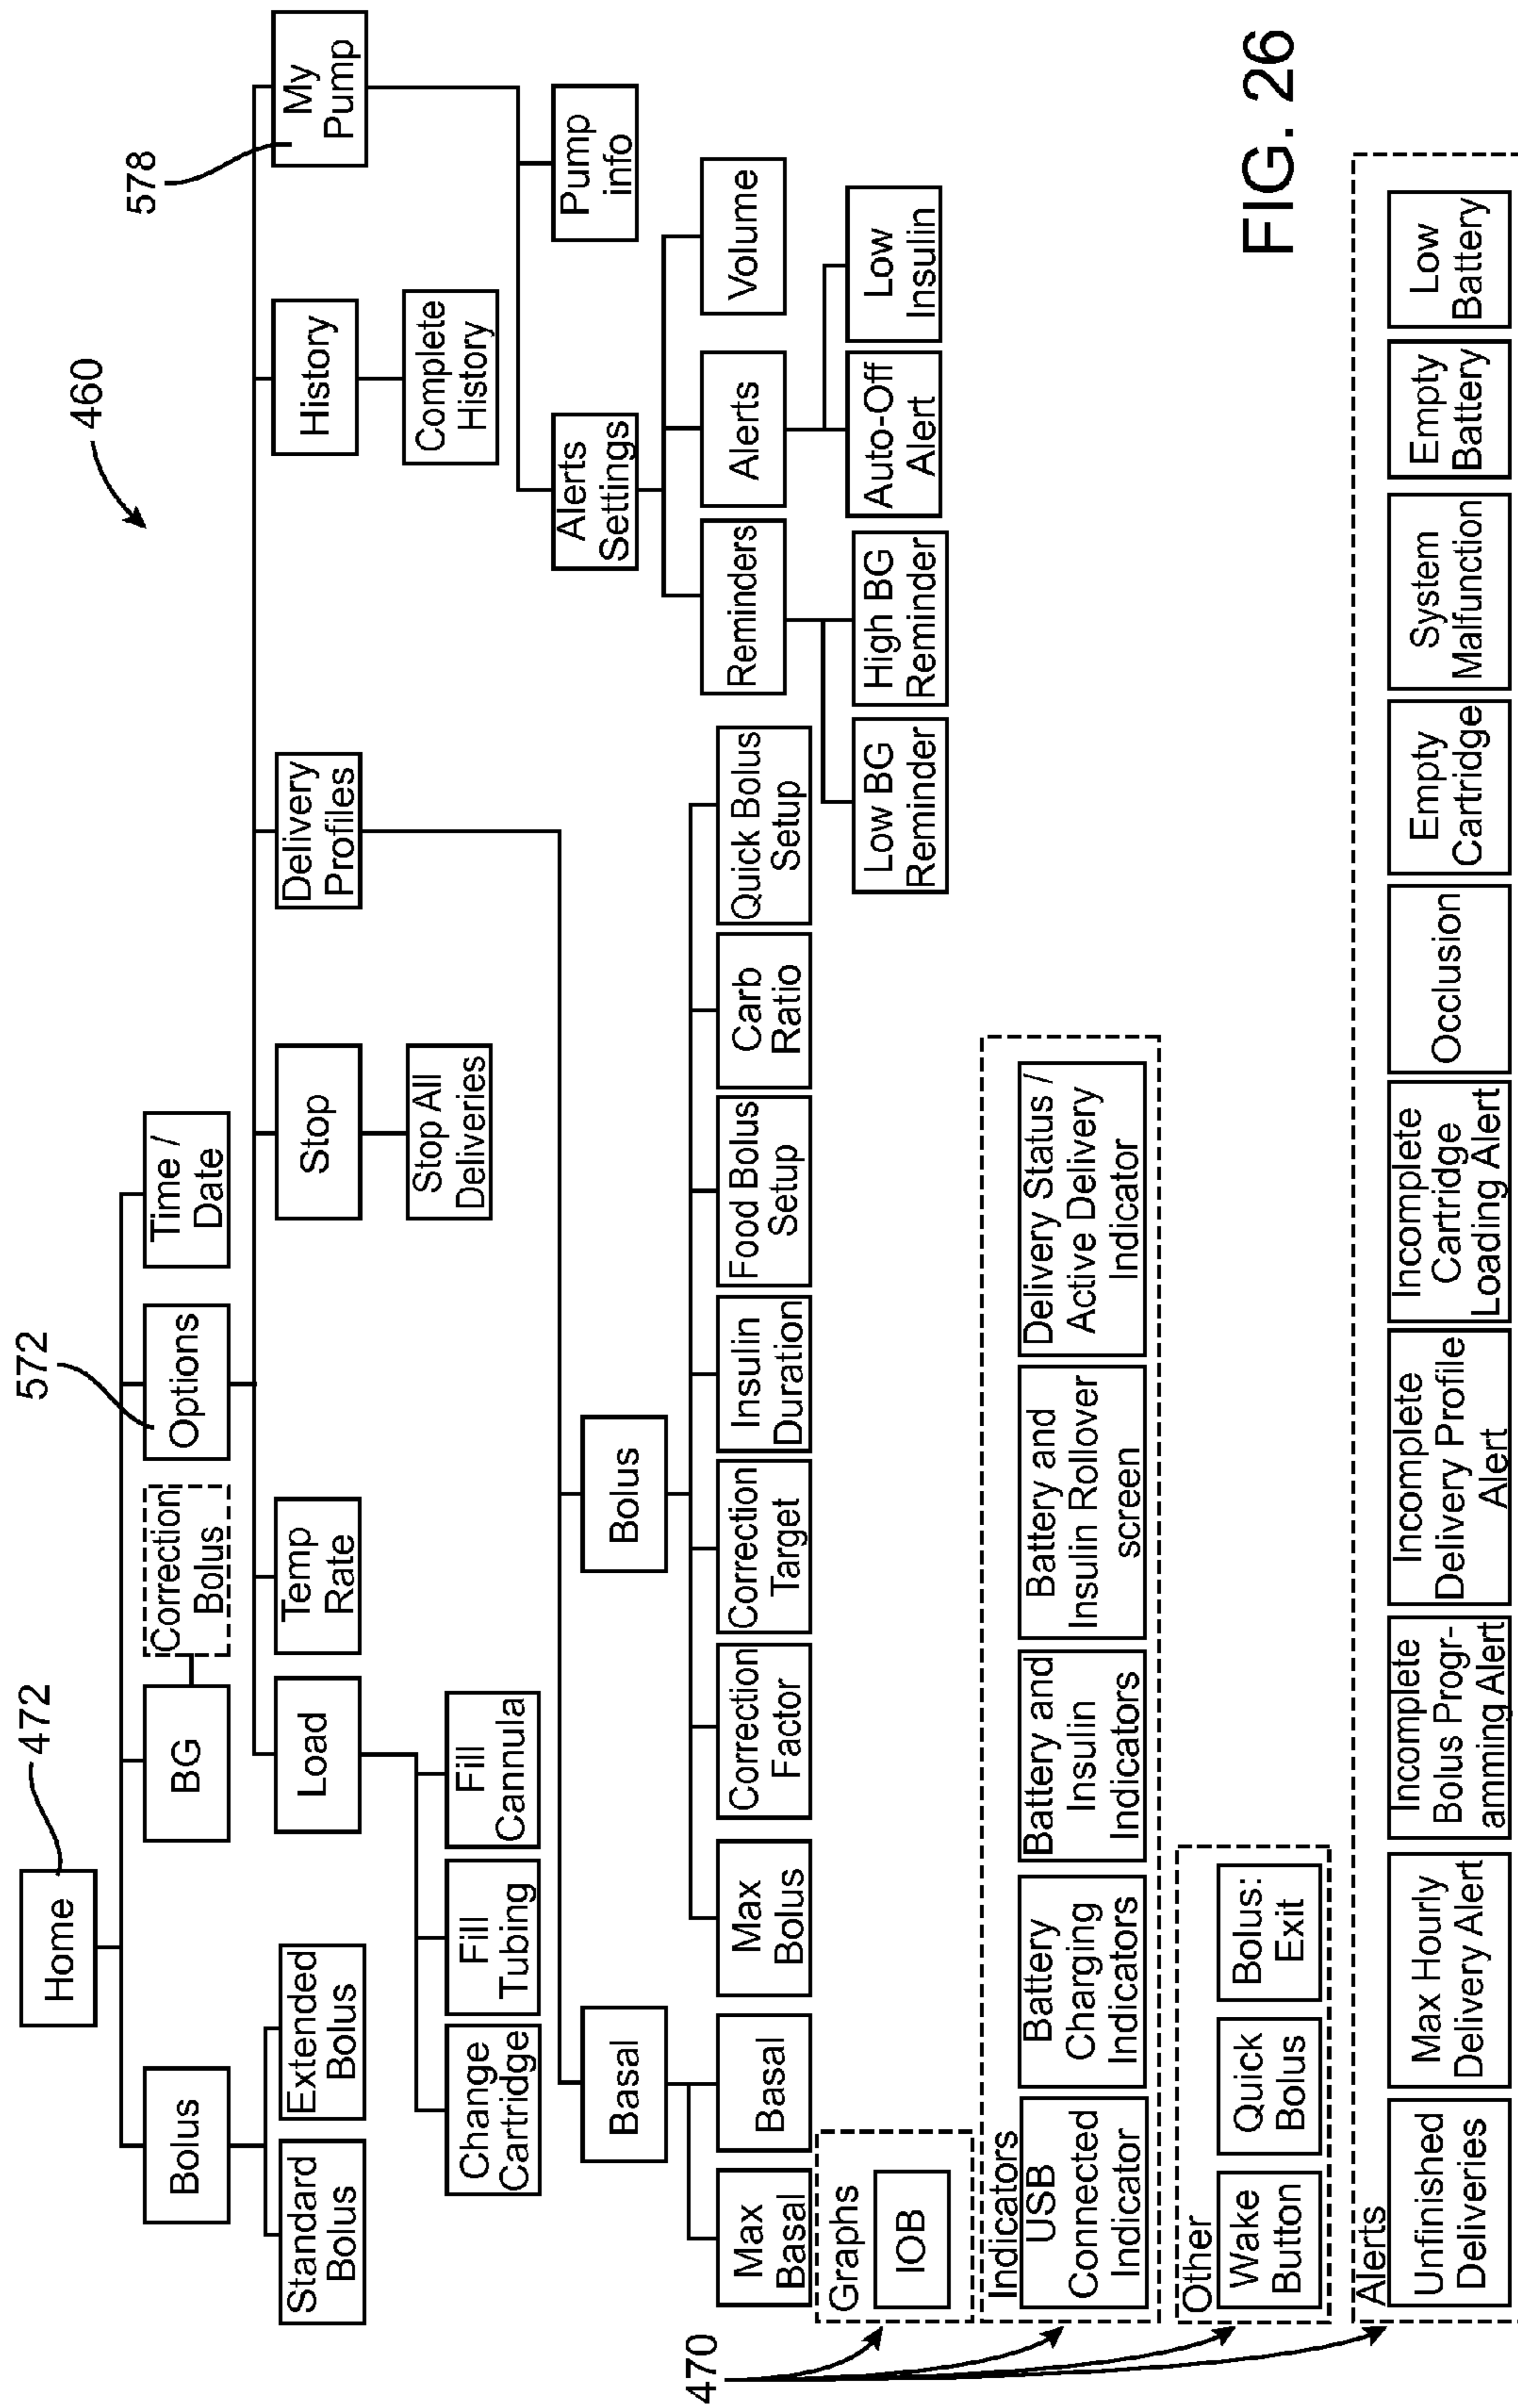 472
572
460
578
Home
Bolus
BG
Correction
Bolus
Options
Time /
Date
Standard
Bolus
Extended
Bolus
Load
Temp
Rate
Stop
Delivery
Profiles
History
My
Pump
Change
Cartridge
Fill
Tubing
Fill
Cannula
Stop All
Deliveries
Complete
History
Basal
Bolus
Alerts
Settings
Pump
info
Max
Basal
Basal
Max
Bolus
Correction
Factor
Correction
Target
Insulin
Duration
Food Bolus
Setup
Carb
Ratio
Quick Bolus
Setup
Reminders
Alerts
Volume
Low BG
Reminder
High BG
Reminder
Auto-Off
Alert
Low
Insulin
470
Graphs
IOB
Indicators
USB
Connected
Indicator
Battery
Charging
Indicators
Battery and
Insulin
Indicators
Battery and
Insulin Rollover
screen
Delivery Status /
Active Delivery
Indicator
Other
Wake
Button
Quick
Bolus
Bolus:
Exit
Alerts
Unfinished
Deliveries
Max Hourly
Delivery Alert
Incomplete
Bolus Progr-
amming Alert
Incomplete
Delivery Profile
Alert
Incomplete
Cartridge
Loading Alert
Occlusion
Empty
Cartridge
System
Malfunction
Empty
Battery
Low
Battery
FIG. 26